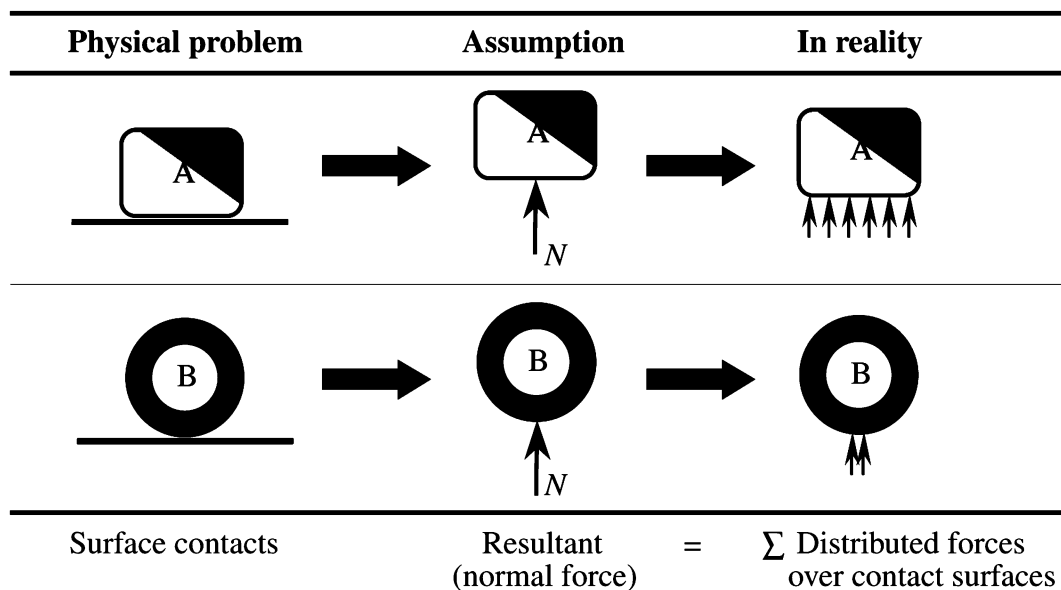 Physical problem Assumption In reality
A A A
N
B B B
N
Surface contacts Resultant = ∑ Distributed forces
(normal force) over contact surfaces